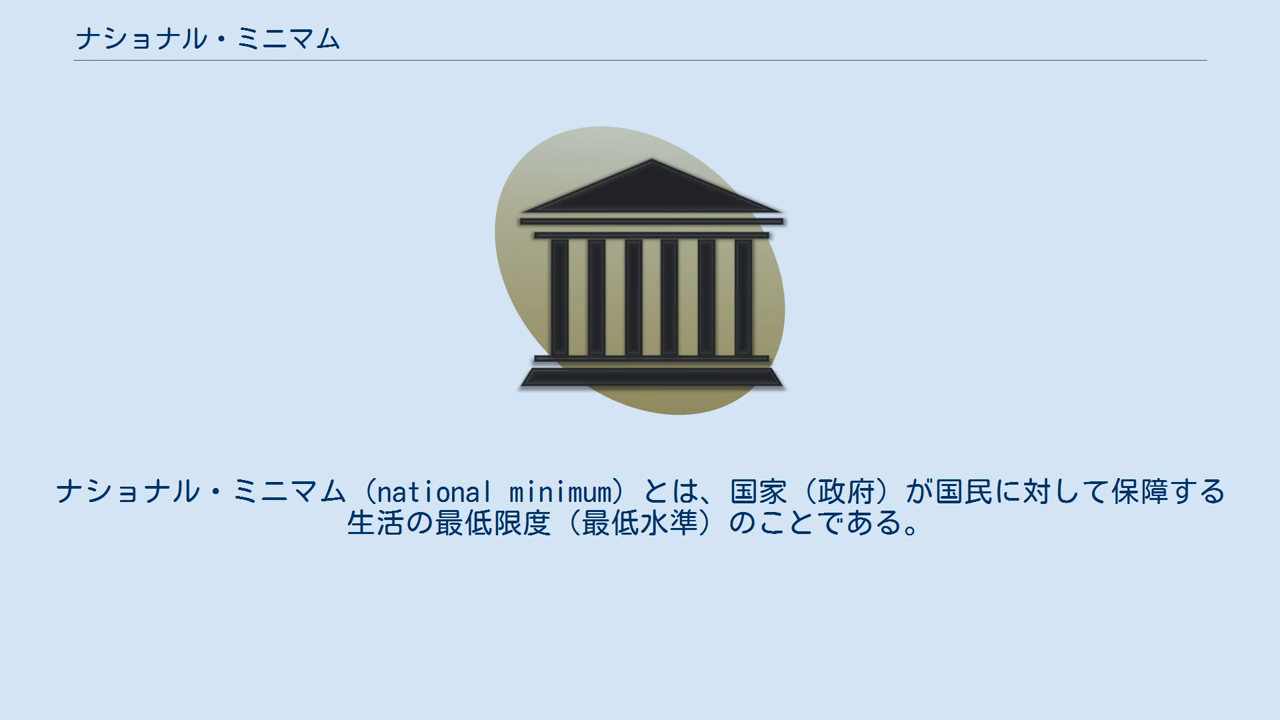 ナショナル・ミニマム
ナショナル・ミニマム（national minimum）とは、国家（政府）が国民に対して保障する
生活の最低限度（最低水準）のことである。